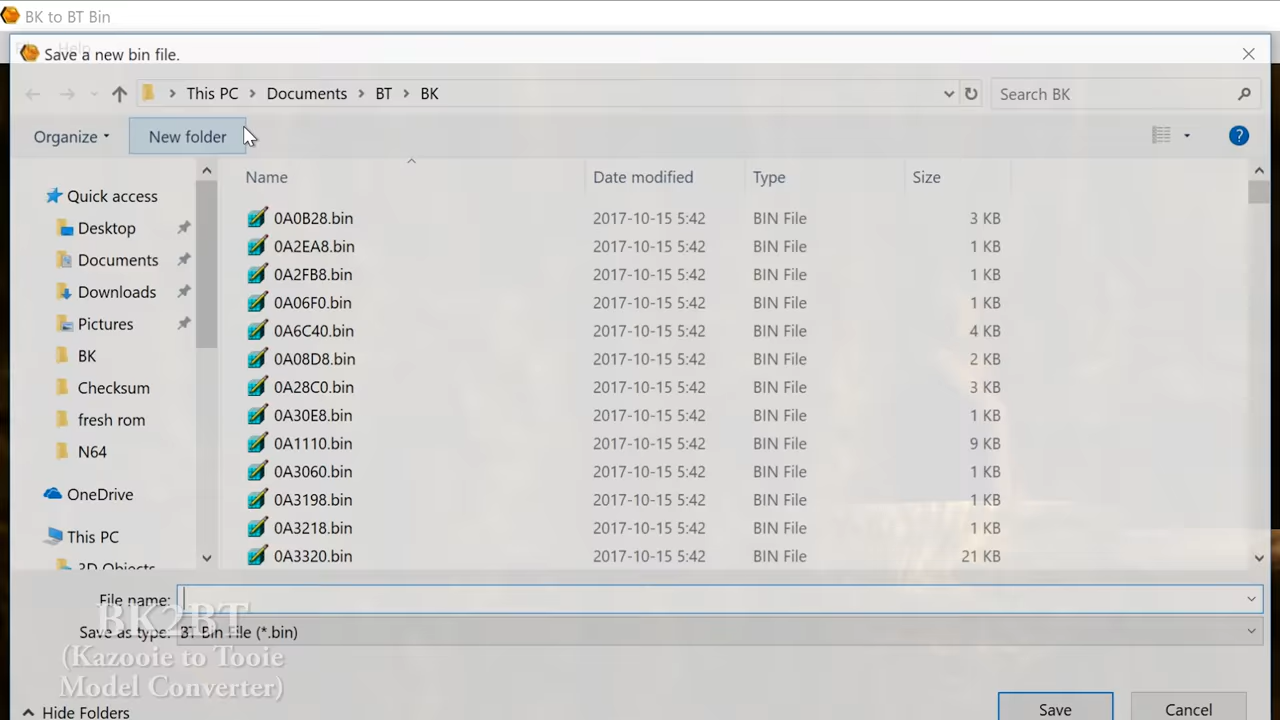 BK to BT Bin
Help
Save a new bin file.
This PC > Documents > BT > BK
Search BK
Organize
New folder
Name Date modified Type Size
Quick access
Desktop
Documents
Downloads
Pictures
BK
Checksum
fresh rom
N64
OneDrive
This PC
3D Objects
0A0B28.bin 2017-10-15 5:42 BIN File 3 KB
0A2EA8.bin 2017-10-15 5:42 BIN File 1 KB
0A2FB8.bin 2017-10-15 5:42 BIN File 1 KB
0A06F0.bin 2017-10-15 5:42 BIN File 1 KB
0A6C40.bin 2017-10-15 5:42 BIN File 4 KB
0A08D8.bin 2017-10-15 5:42 BIN File 2 KB
0A28C0.bin 2017-10-15 5:42 BIN File 3 KB
0A30E8.bin 2017-10-15 5:42 BIN File 1 KB
0A1110.bin 2017-10-15 5:42 BIN File 9 KB
0A3060.bin 2017-10-15 5:42 BIN File 1 KB
0A3198.bin 2017-10-15 5:42 BIN File 1 KB
0A3218.bin 2017-10-15 5:42 BIN File 1 KB
0A3320.bin 2017-10-15 5:42 BIN File 21 KB
File name:
Save as type: BT Bin File (*.bin)
BK2BT
(Kazooie to Tooie
Model Converter)
Hide Folders
Save
Cancel